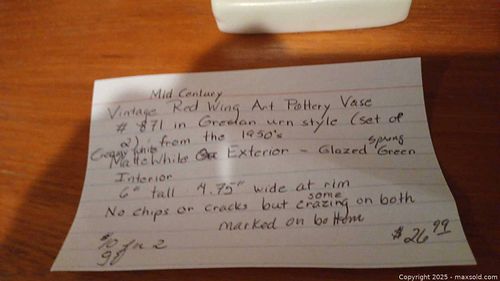 Mid Century
Vintage Red Wing Art Pottery Vase
# 871 in Grecian urn style (set of
2) from the 1950's
Matte White Exterior - Glazed Spring Green
Interior
6" tall 4.75" wide at rim
No chips or cracks but some crazing on both
marked on bottom
$26.99
for 2
Copyright 2025 - maxsold.com